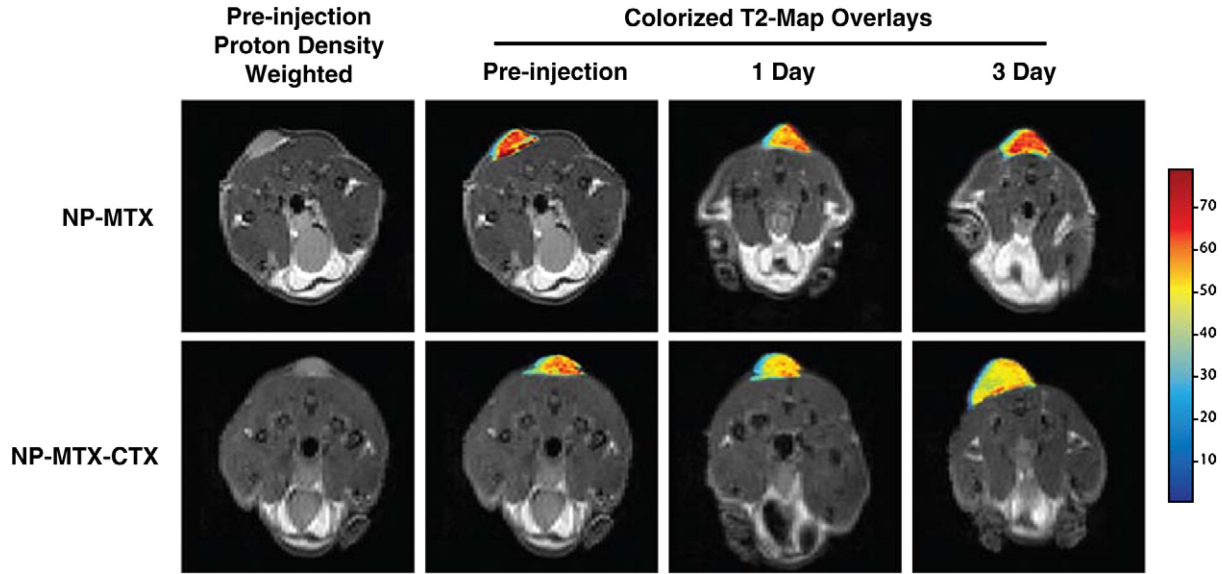 Pre-injection
Proton Density
Weighted
Colorized T2-Map Overlays
Pre-injection
1 Day
3 Day
NP-MTX
NP-MTX-CTX
70
60
50
40
30
20
10